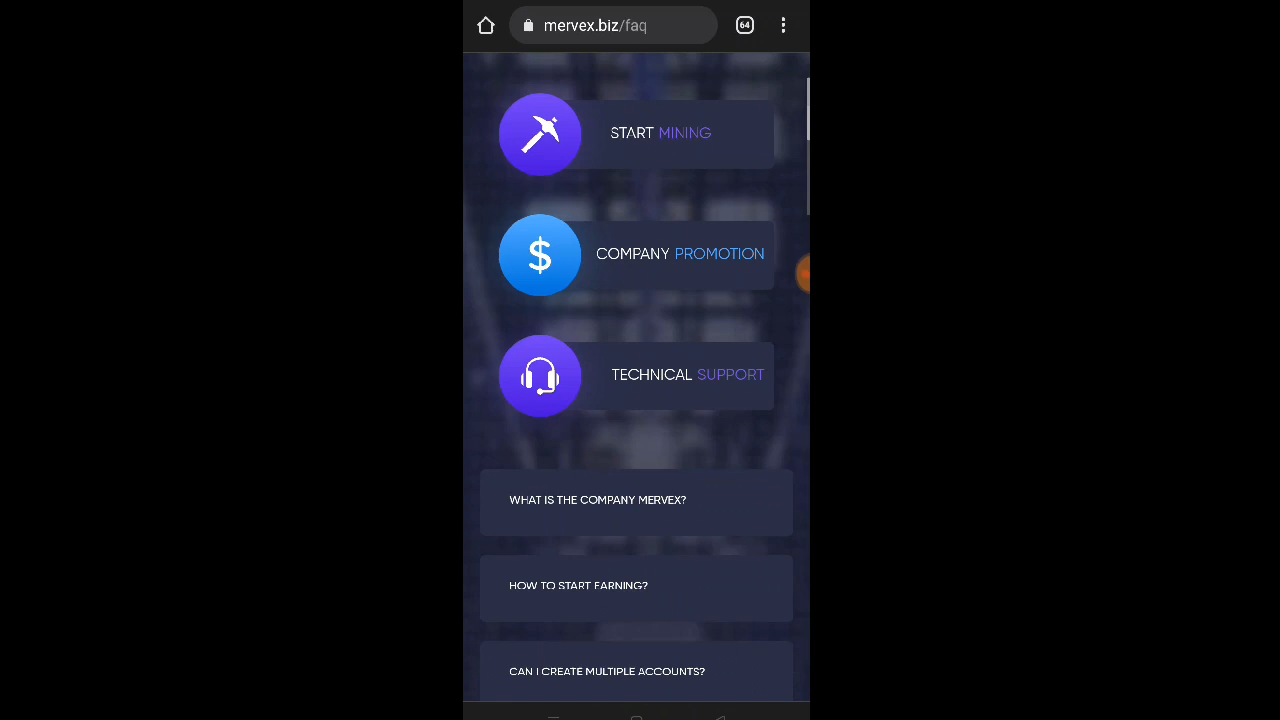 mervex.biz/faq
64
START MINING
$
COMPANY PROMOTION
TECHNICAL SUPPORT
WHAT IS THE COMPANY MERVEX?
HOW TO START EARNING?
CAN I CREATE MULTIPLE ACCOUNTS?